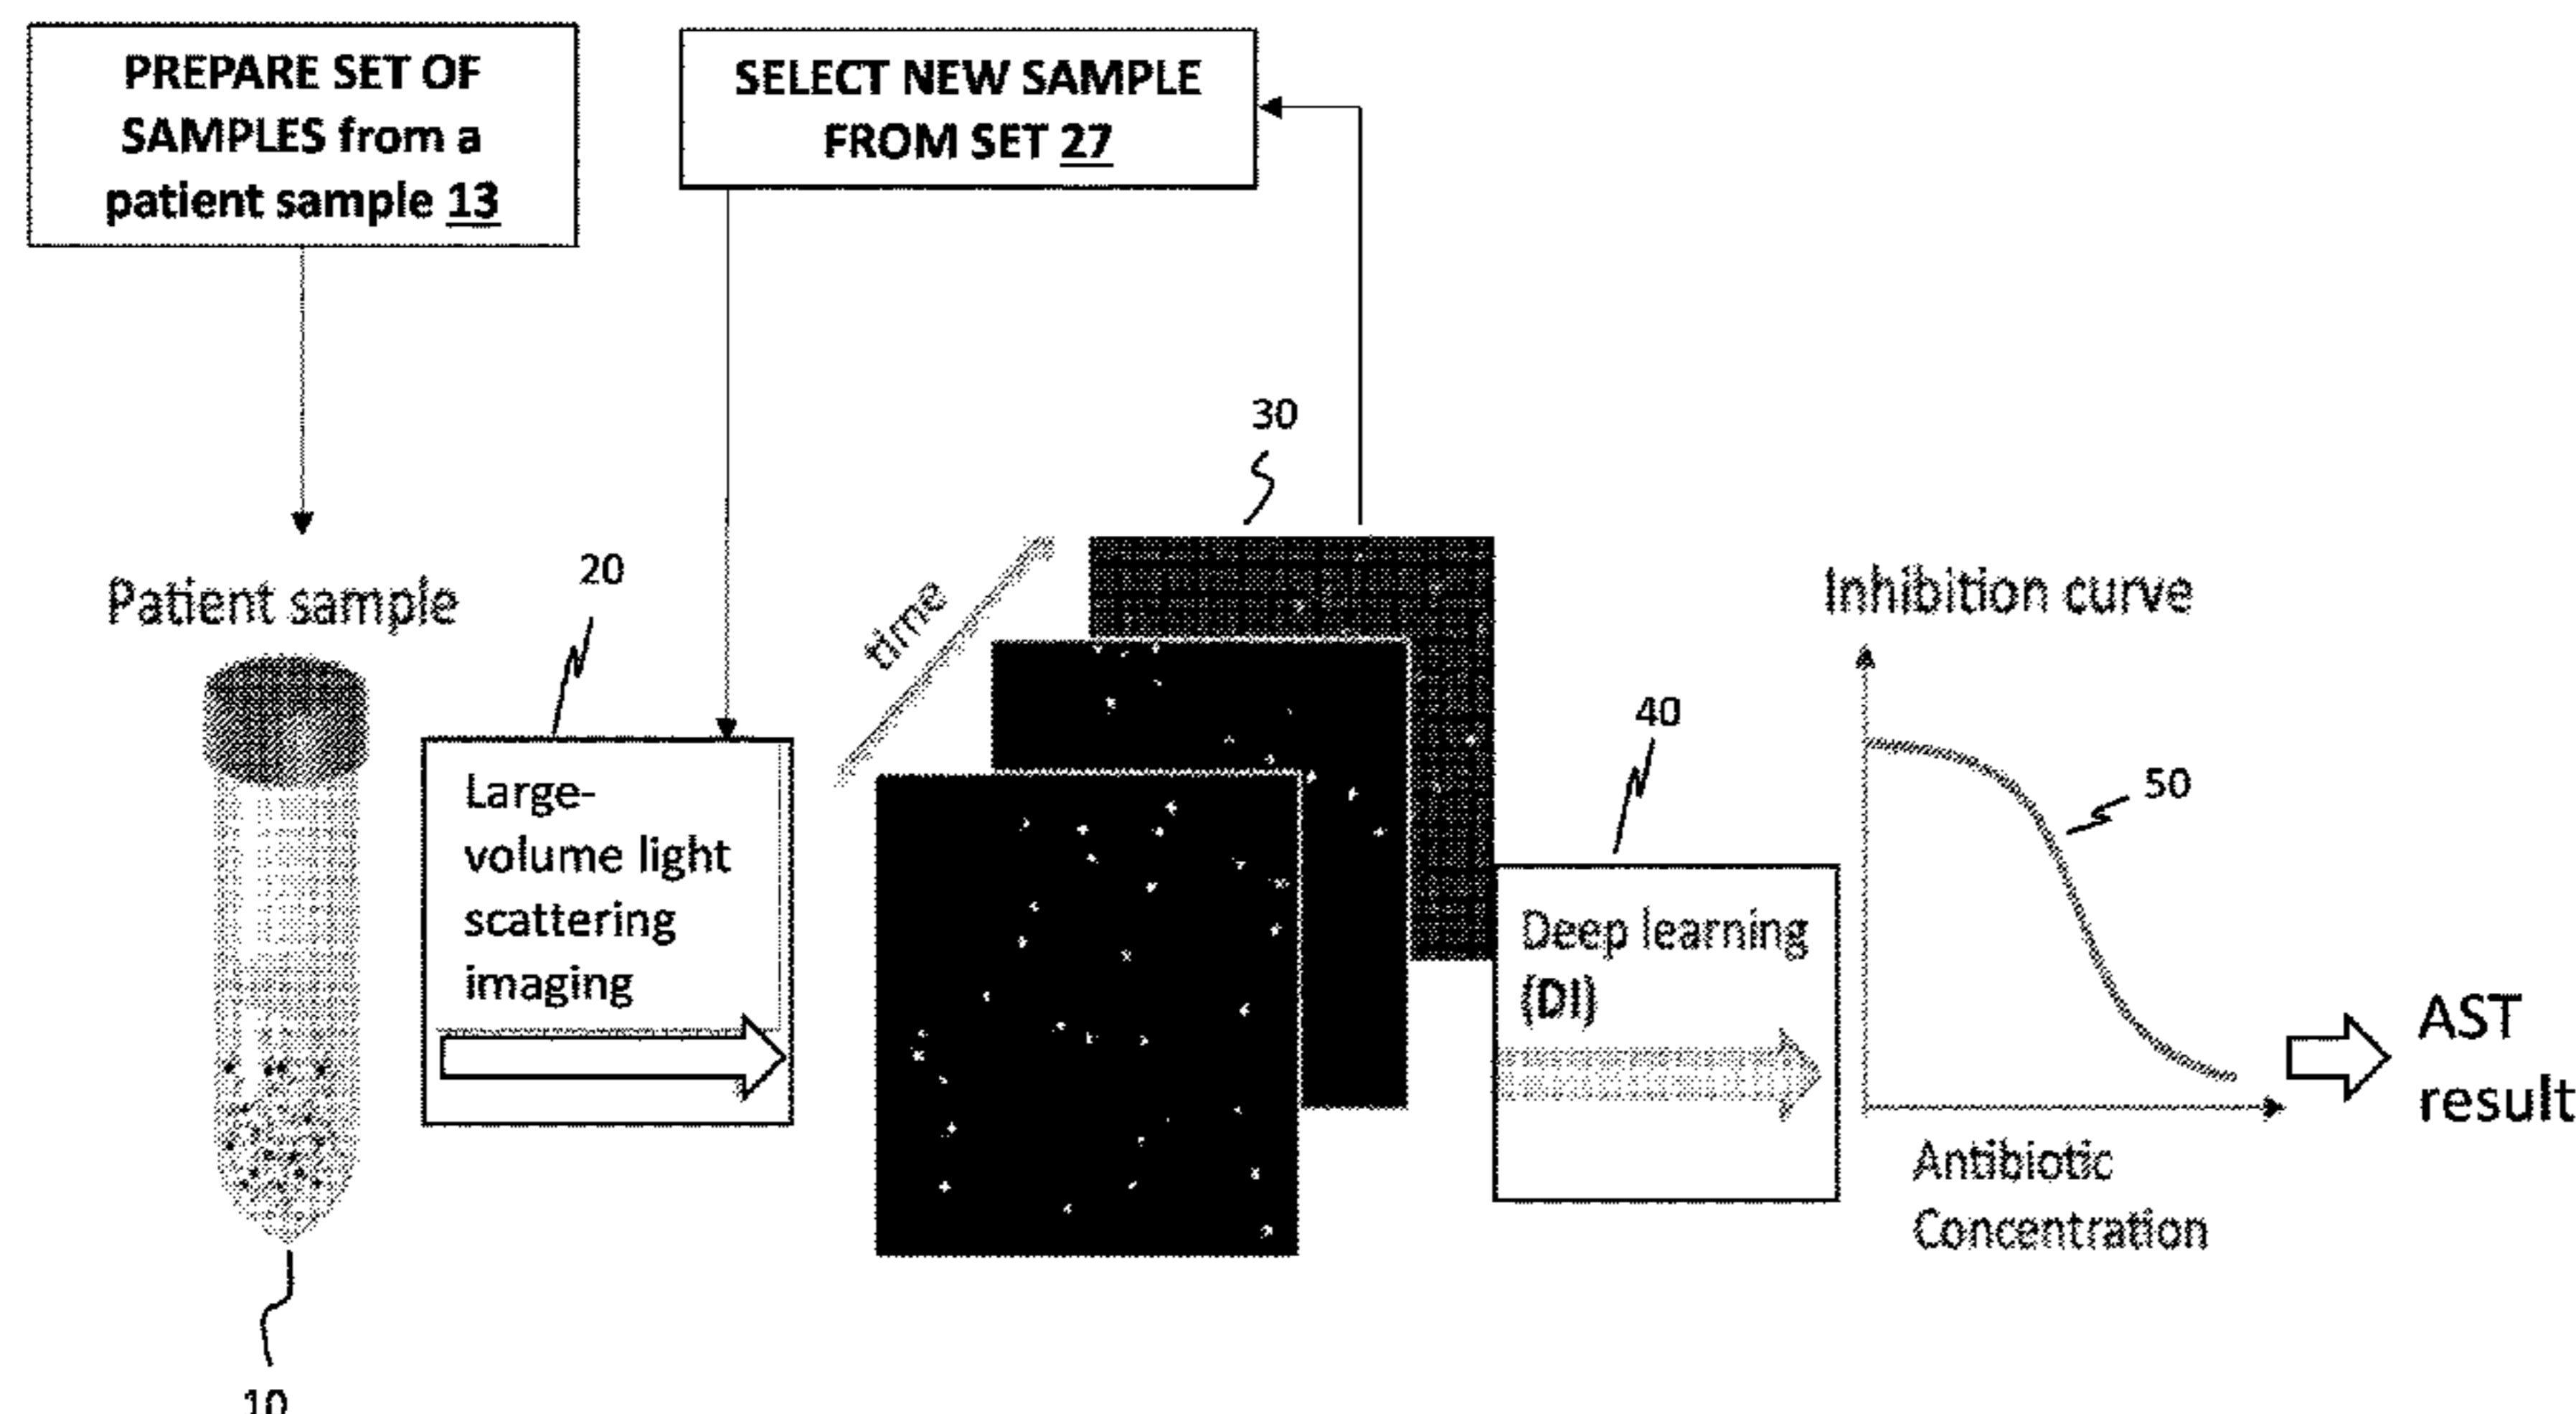 PREPARE SET OF
SAMPLES from a
patient sample 13
SELECT NEW SAMPLE
FROM SET 27
30
20
Patient sample
time
Inhibition curve
40
50
Large-
volume light
scattering
imaging
Deep learning
(DI)
AST
result
Antibiotic
Concentration
10